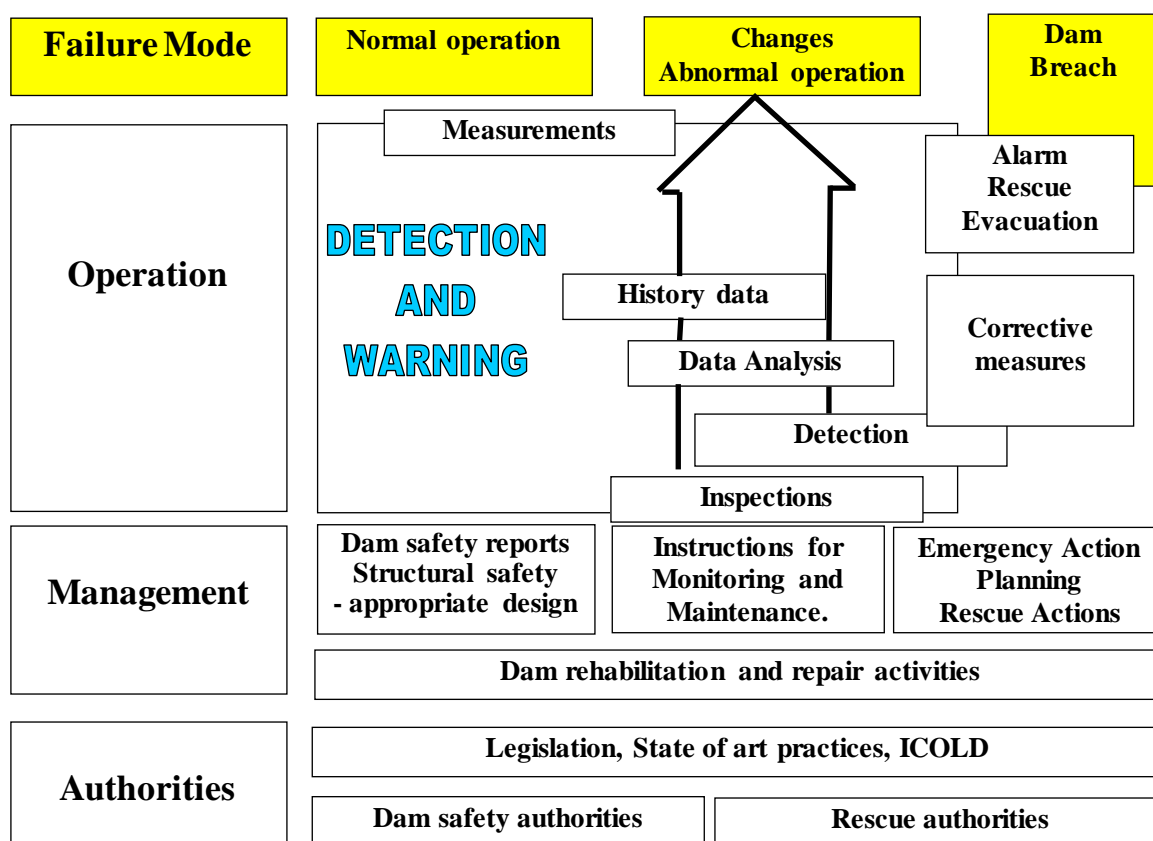 Failure Mode
Normal operation
Changes
Abnormal operation
Dam
Breach
Operation
Measurements
DETECTION
AND
WARNING
History data
Data Analysis
Detection
Inspections
Alarm
Rescue
Evacuation
Corrective
measures
Management
Dam safety reports
Structural safety
- appropriate design
Instructions for
Monitoring and
Maintenance.
Emergency Action
Planning
Rescue Actions
Dam rehabilitation and repair activities
Authorities
Legislation, State of art practices, ICOLD
Dam safety authorities
Rescue authorities